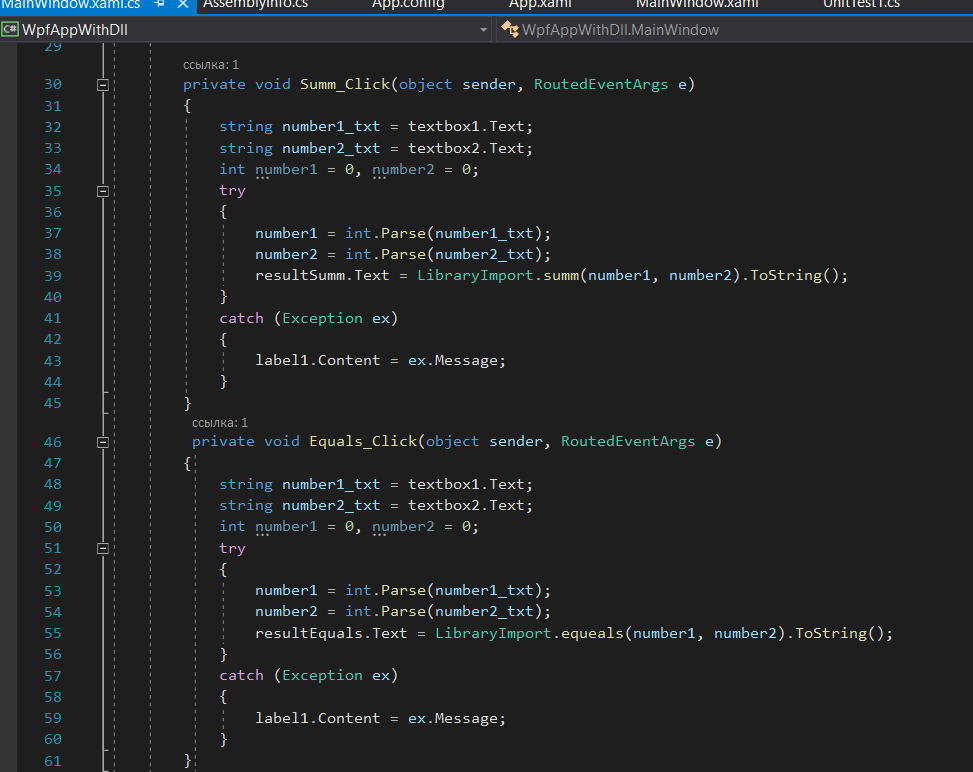 MainWindow.xaml.cs AssemblyInfo.cs App.config App.xaml MainWindow.xaml UnitTest1.cs
C# WpfAppWithDll WpfAppWithDll.MainWindow
29
ссылка: 1
30 private void Summ_Click(object sender, RoutedEventArgs e)
31 {
32 string number1_txt = textbox1.Text;
33 string number2_txt = textbox2.Text;
34 int number1 = 0, number2 = 0;
35 try
36 {
37 number1 = int.Parse(number1_txt);
38 number2 = int.Parse(number2_txt);
39 resultSumm.Text = LibraryImport.summ(number1, number2).ToString();
40 }
41 catch (Exception ex)
42 {
43 label1.Content = ex.Message;
44 }
45 }
ссылка: 1
46 private void Equals_Click(object sender, RoutedEventArgs e)
47 {
48 string number1_txt = textbox1.Text;
49 string number2_txt = textbox2.Text;
50 int number1 = 0, number2 = 0;
51 try
52 {
53 number1 = int.Parse(number1_txt);
54 number2 = int.Parse(number2_txt);
55 resultEquals.Text = LibraryImport.equeals(number1, number2).ToString();
56 }
57 catch (Exception ex)
58 {
59 label1.Content = ex.Message;
60 }
61 }